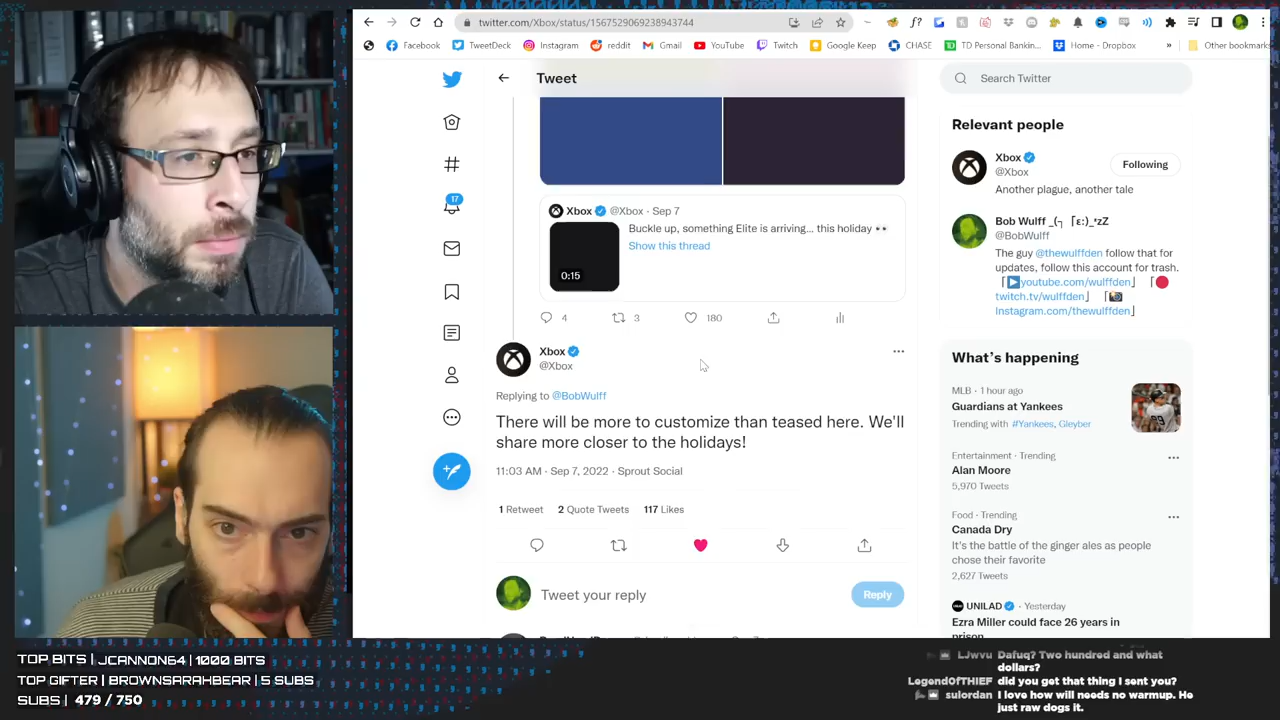 twitter.com/Xbox/status/1567529069238943744
Facebook TweetDeck Instagram reddit Gmail YouTube Twitch Google Keep CHASE TD Personal Bankin... Home - Dropbox » Other bookmarks
Tweet
Search Twitter
17
Xbox @Xbox · Sep 7
Buckle up, something Elite is arriving... this holiday 👀
Show this thread
0:15
4 3 180
Xbox
@Xbox
Replying to @BobWulff
There will be more to customize than teased here. We'll
share more closer to the holidays!
11:03 AM · Sep 7, 2022 · Sprout Social
1 Retweet 2 Quote Tweets 117 Likes
Tweet your reply
Reply
Relevant people
Xbox
@Xbox
Following
Another plague, another tale
Bob Wulff
@BobWulff
The guy @thewulffden follow that for
updates, follow this account for trash.
「▶youtube.com/wulffden」 「🔴
twitch.tv/wulffden」 「📷
Instagram.com/thewulffden」
What's happening
MLB · 1 hour ago
Guardians at Yankees
Trending with #Yankees, Gleyber
Entertainment · Trending
Alan Moore
5,970 Tweets
Food · Trending
Canada Dry
It's the battle of the ginger ales as people
chose their favorite
2,627 Tweets
UNILAD · Yesterday
Ezra Miller could face 26 years in
prison
TOP BITS | JCANNON64 | 1000 BITS
TOP GIFTER | BROWNSARAHBEAR | 5 SUBS
SUBS | 479 / 750
LJwvu Dafuq? Two hundred and what
dollars?
LegendOfTHIEF did you get that thing I sent you?
sulordan I love how will needs no warmup. He
just raw dogs it.